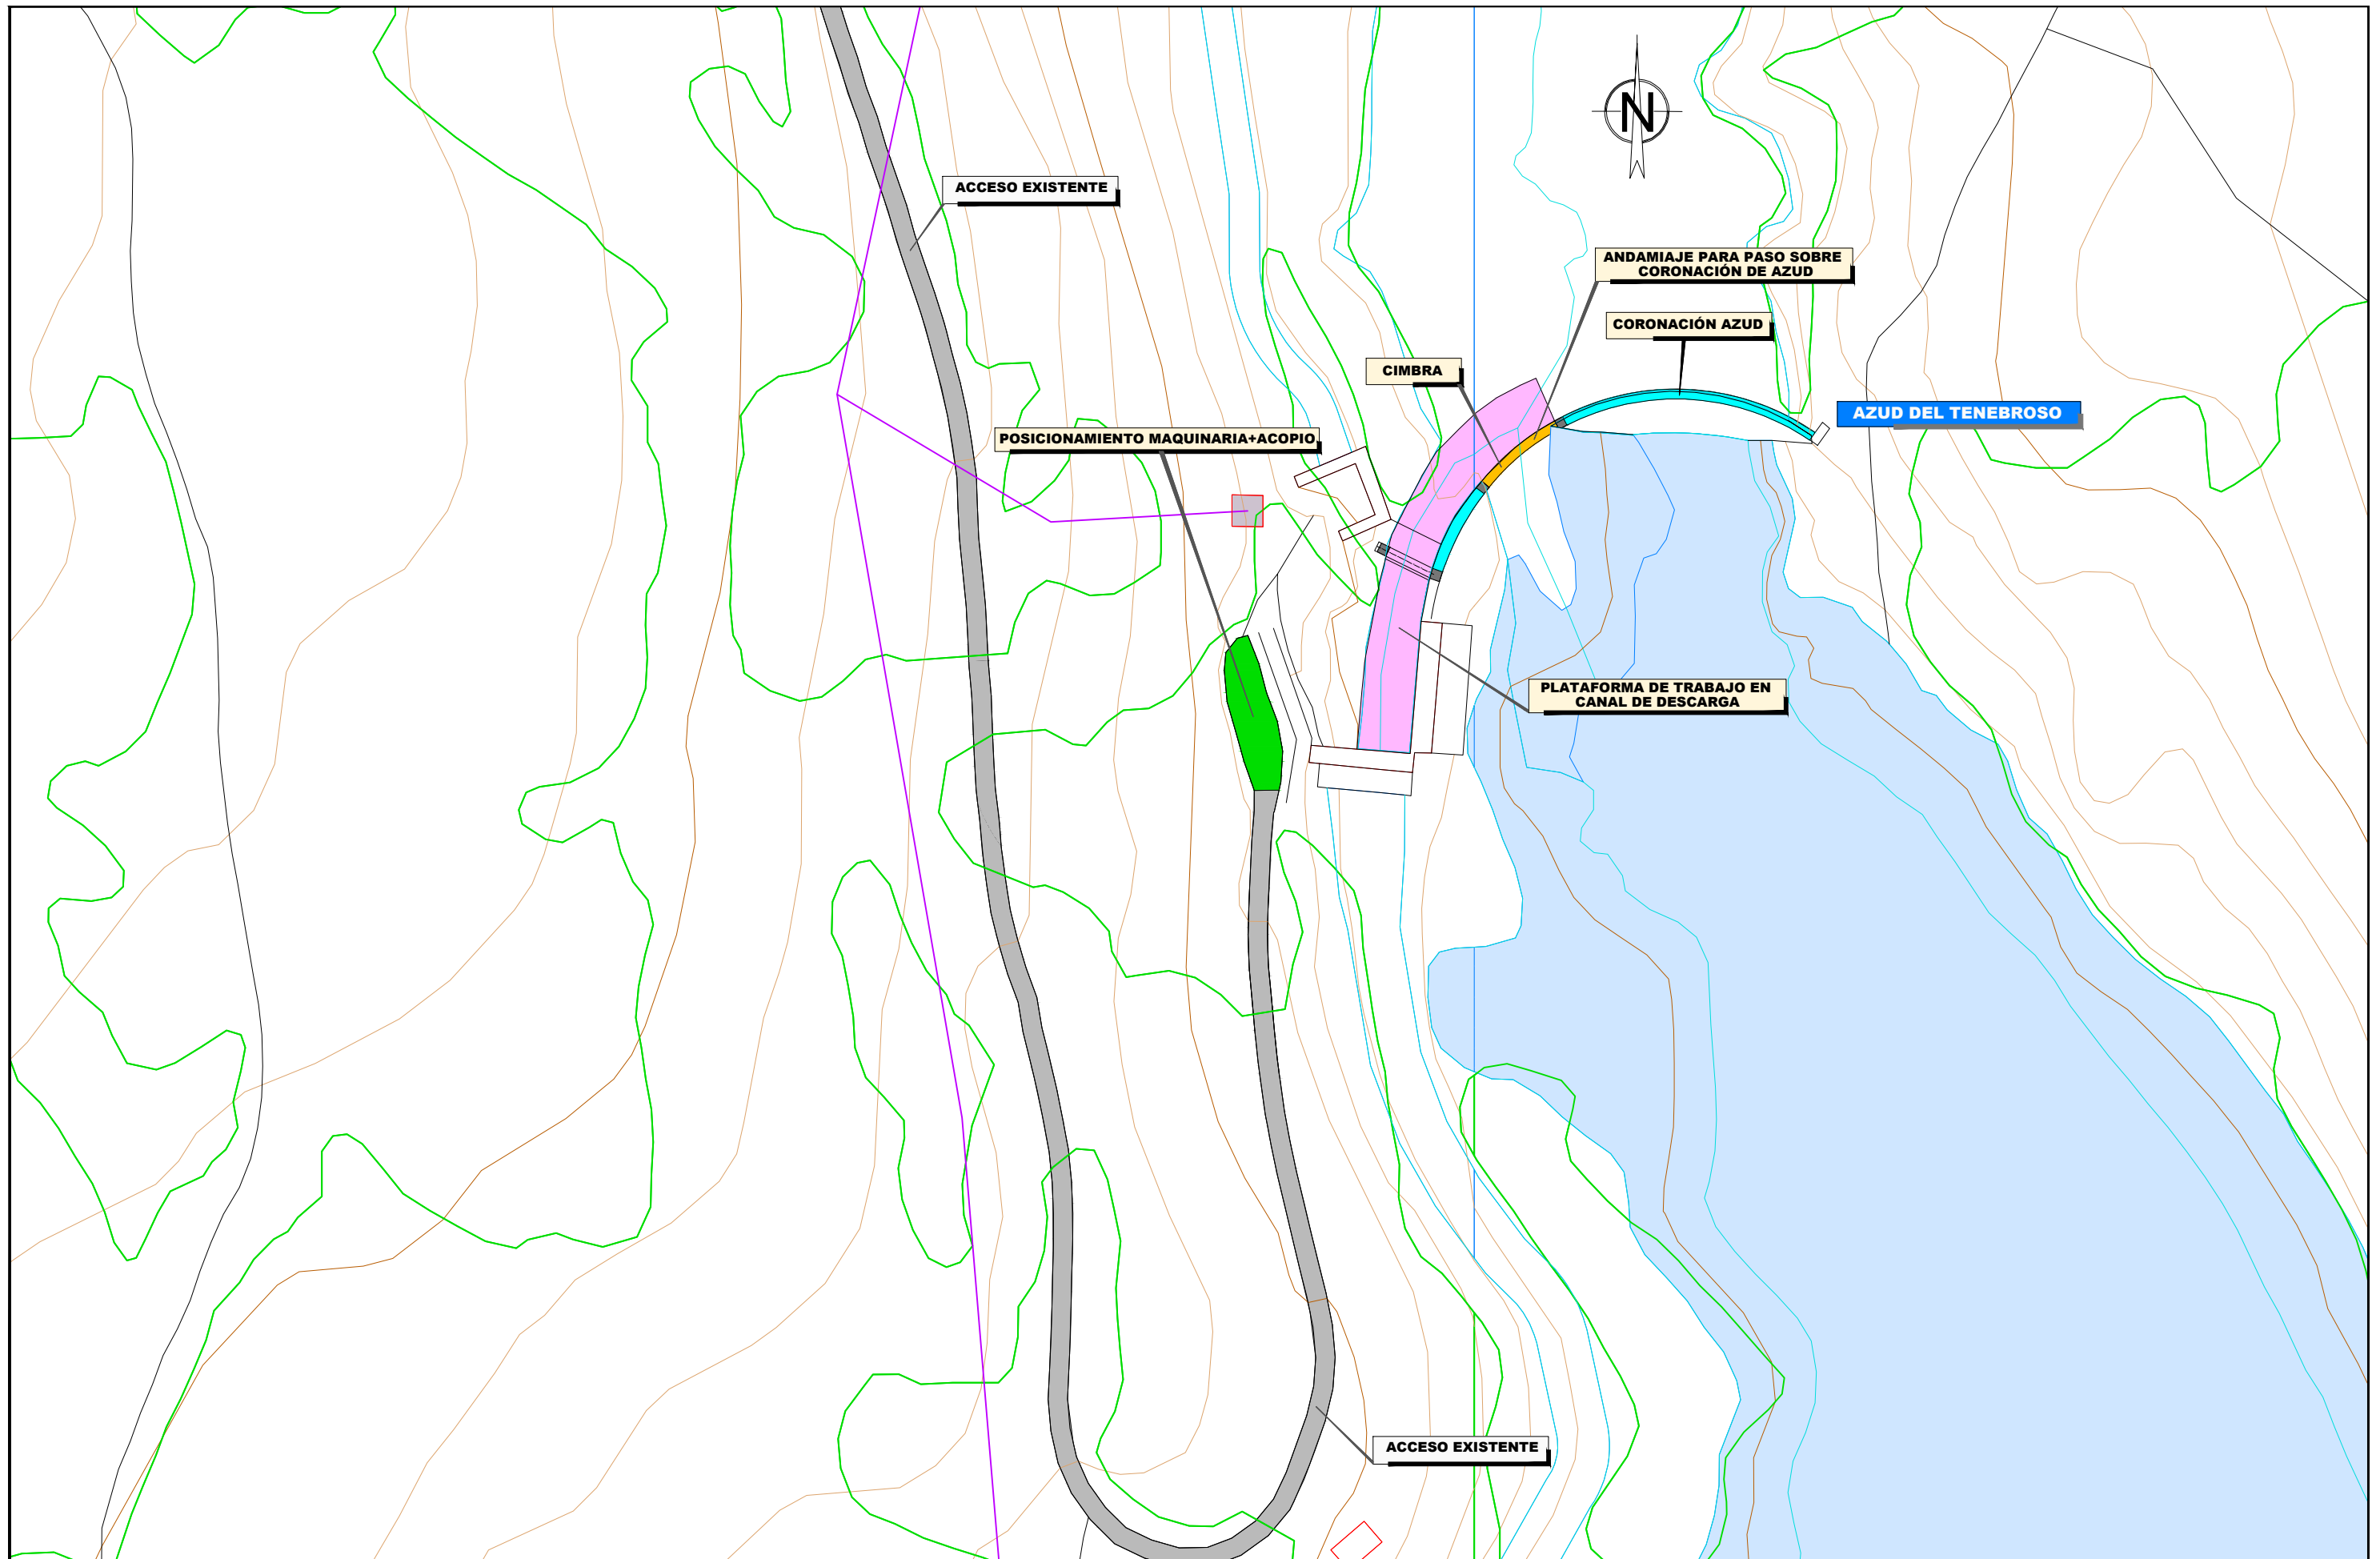 N
ACCESO EXISTENTE
ANDAMIAJE PARA PASO SOBRE
CORONACIÓN DE AZUD
CORONACIÓN AZUD
CIMBRA
AZUD DEL TENEBROSO
POSICIONAMIENTO MAQUINARIA+ACOPIO
PLATAFORMA DE TRABAJO EN
CANAL DE DESCARGA
ACCESO EXISTENTE